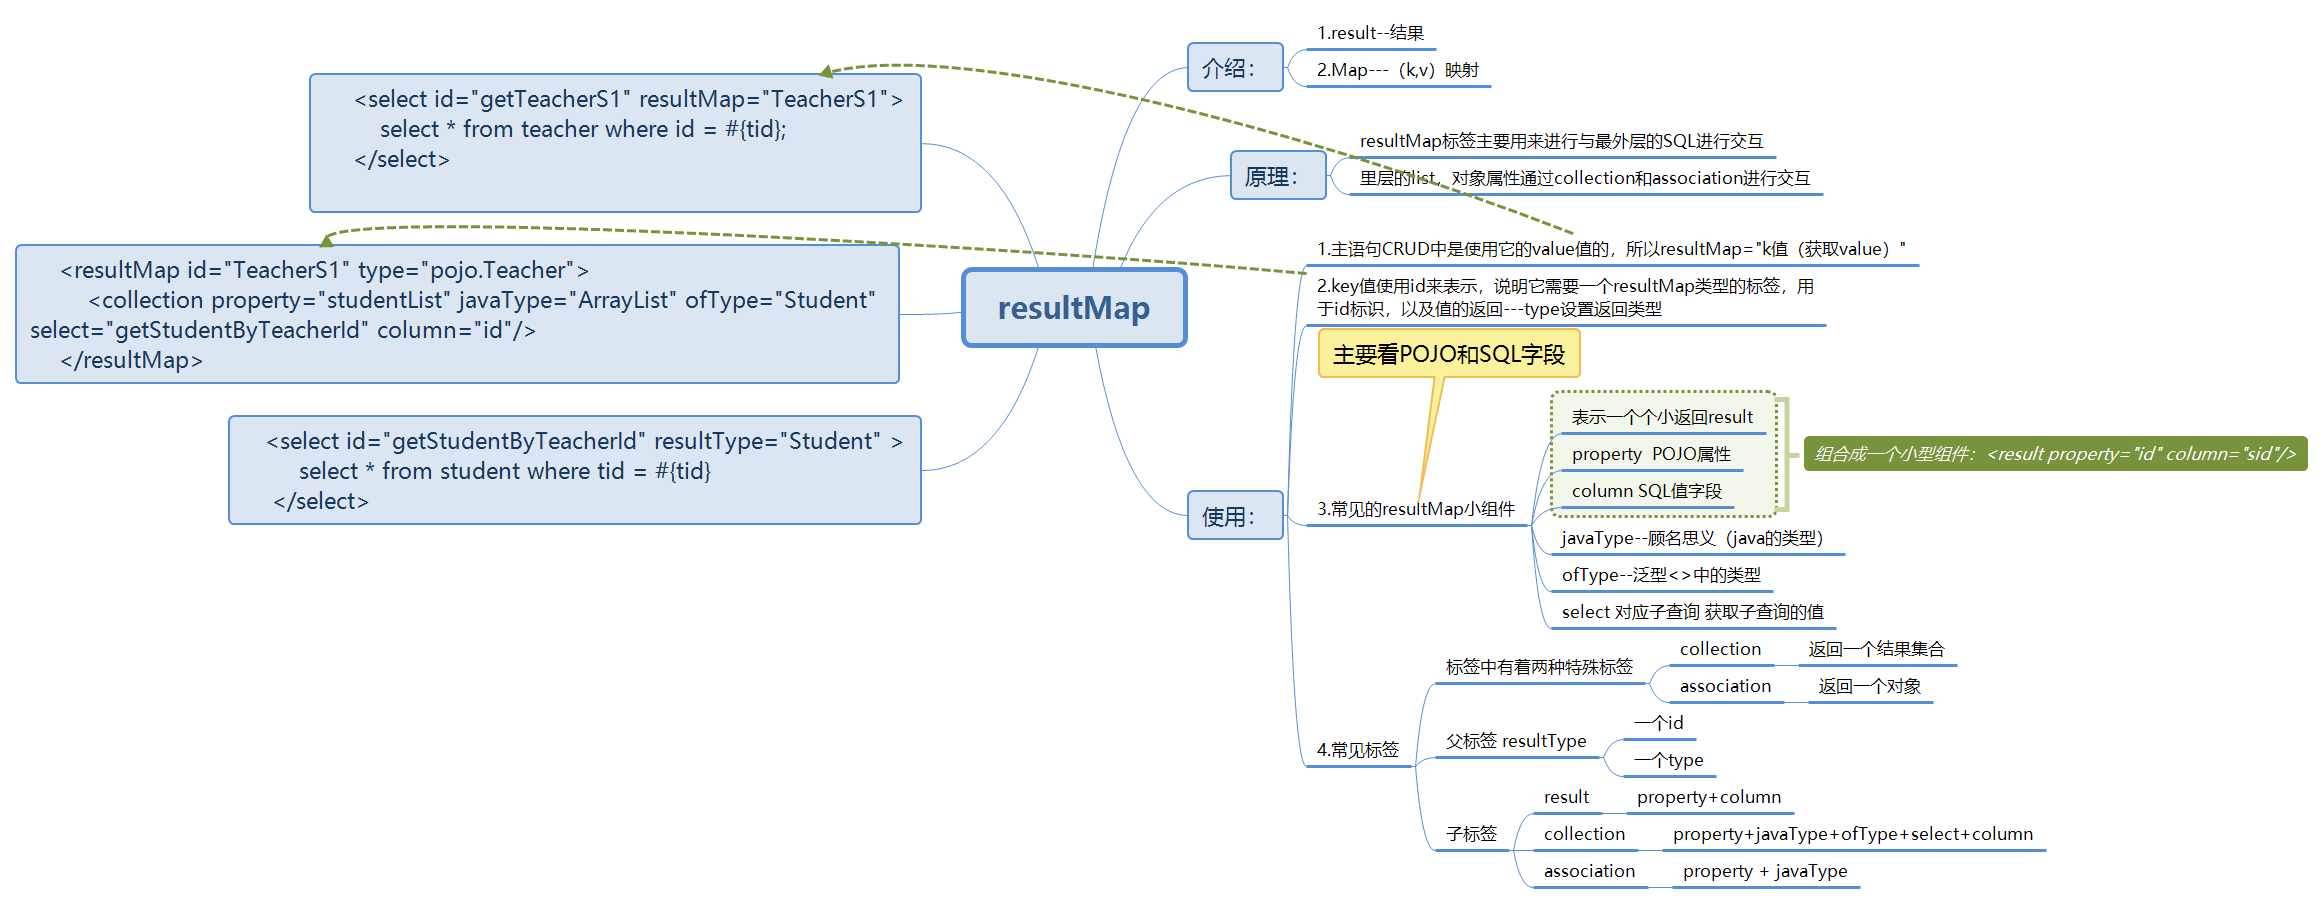 <select id="getTeacherS1" resultMap="TeacherS1">
select * from teacher where id = #{tid};
</select>
<resultMap id="TeacherS1" type="pojo.Teacher">
<collection property="studentList" javaType="ArrayList" ofType="Student"
select="getStudentByTeacherId" column="id"/>
</resultMap>
<select id="getStudentByTeacherId" resultType="Student" >
select * from student where tid = #{tid}
</select>
resultMap
介绍：
1.result--结果
2.Map---（k,v）映射
原理：
resultMap标签主要用来进行与最外层的SQL进行交互
里层的list，对象属性通过collection和association进行交互
使用：
1.主语句CRUD中是使用它的value值的，所以resultMap="k值（获取value）"
2.key值使用id来表示，说明它需要一个resultMap类型的标签，用
于id标识，以及值的返回---type设置返回类型
主要看POJO和SQL字段
3.常见的resultMap小组件
表示一个个小返回result
property  POJO属性
column SQL值字段
组合成一个小型组件：<result property="id" column="sid"/>
javaType--顾名思义（java的类型）
ofType--泛型<>中的类型
select 对应子查询 获取子查询的值
4.常见标签
标签中有着两种特殊标签
collection
返回一个结果集合
association
返回一个对象
父标签 resultType
一个id
一个type
子标签
result
property+column
collection
property+javaType+ofType+select+column
association
property + javaType